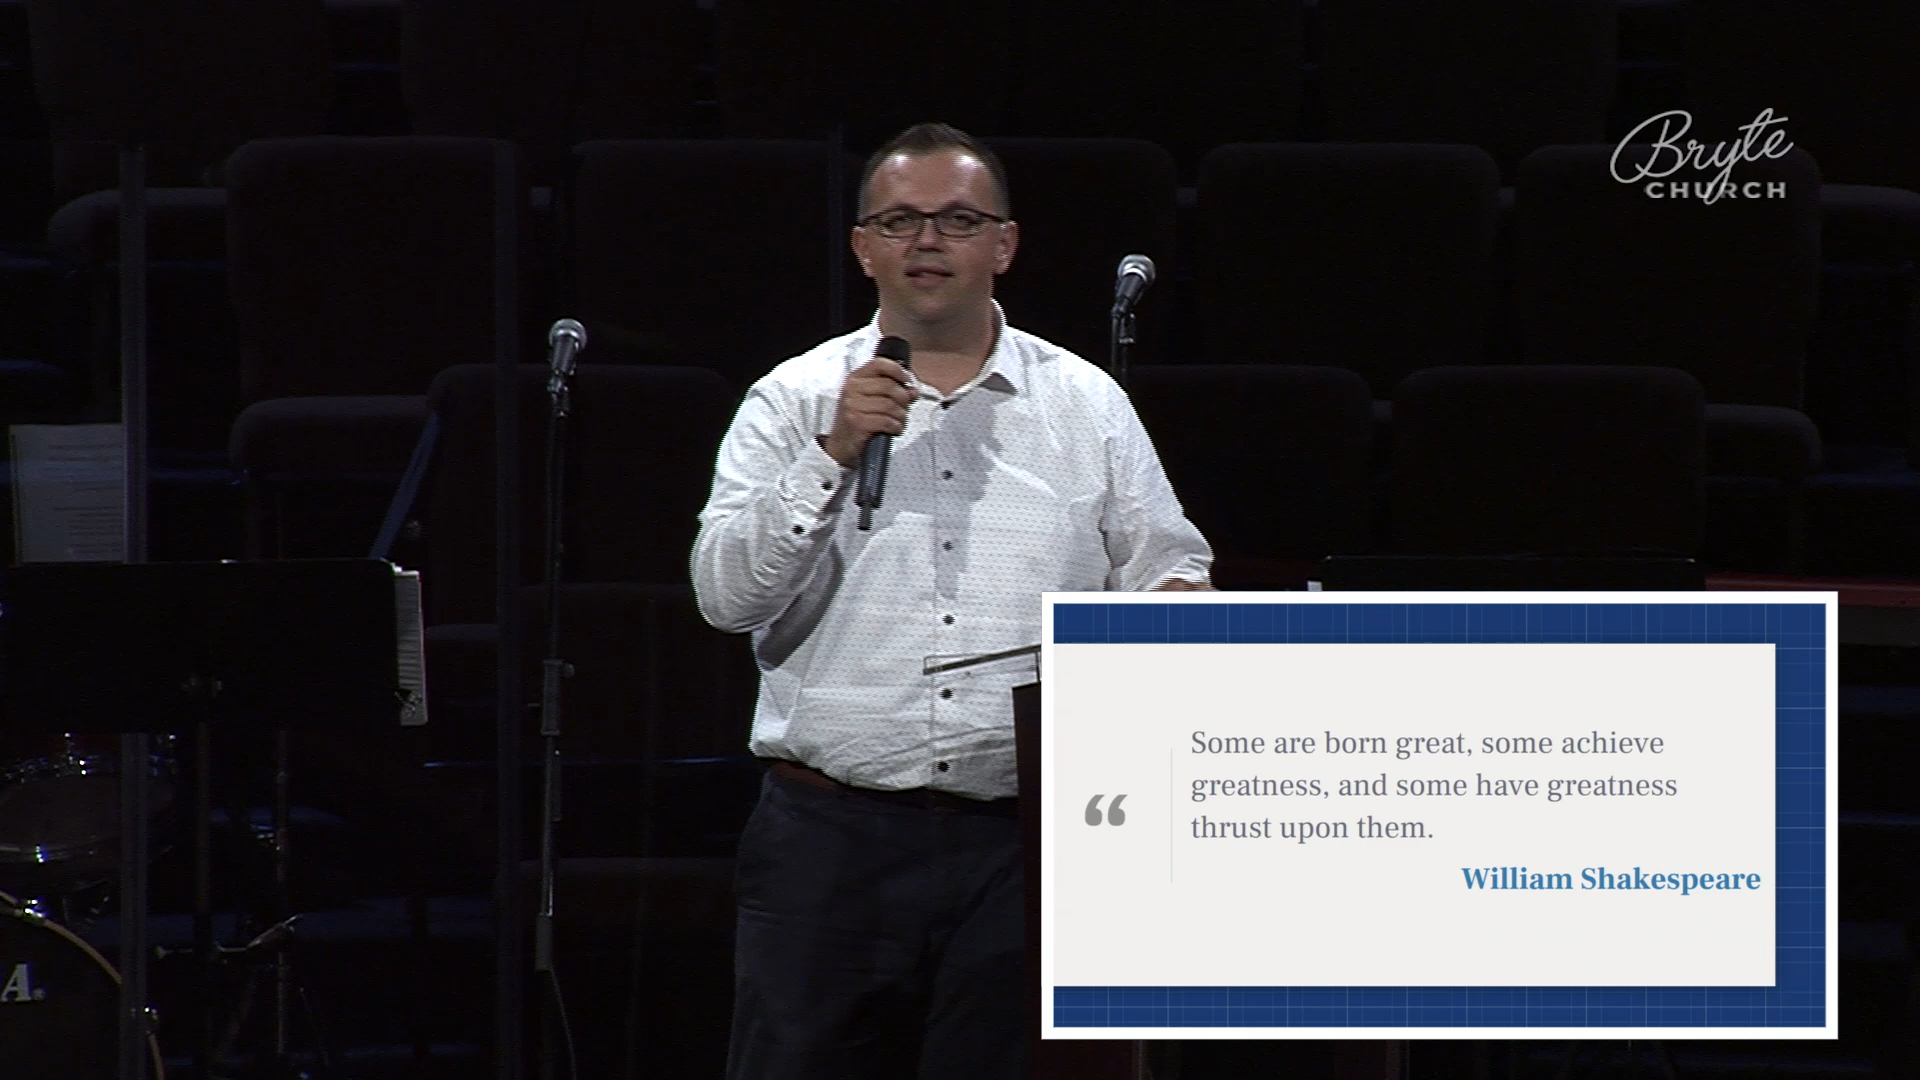 Bryte
CHURCH
Some are born great, some achieve
greatness, and some have greatness
thrust upon them.
“
William Shakespeare
A.